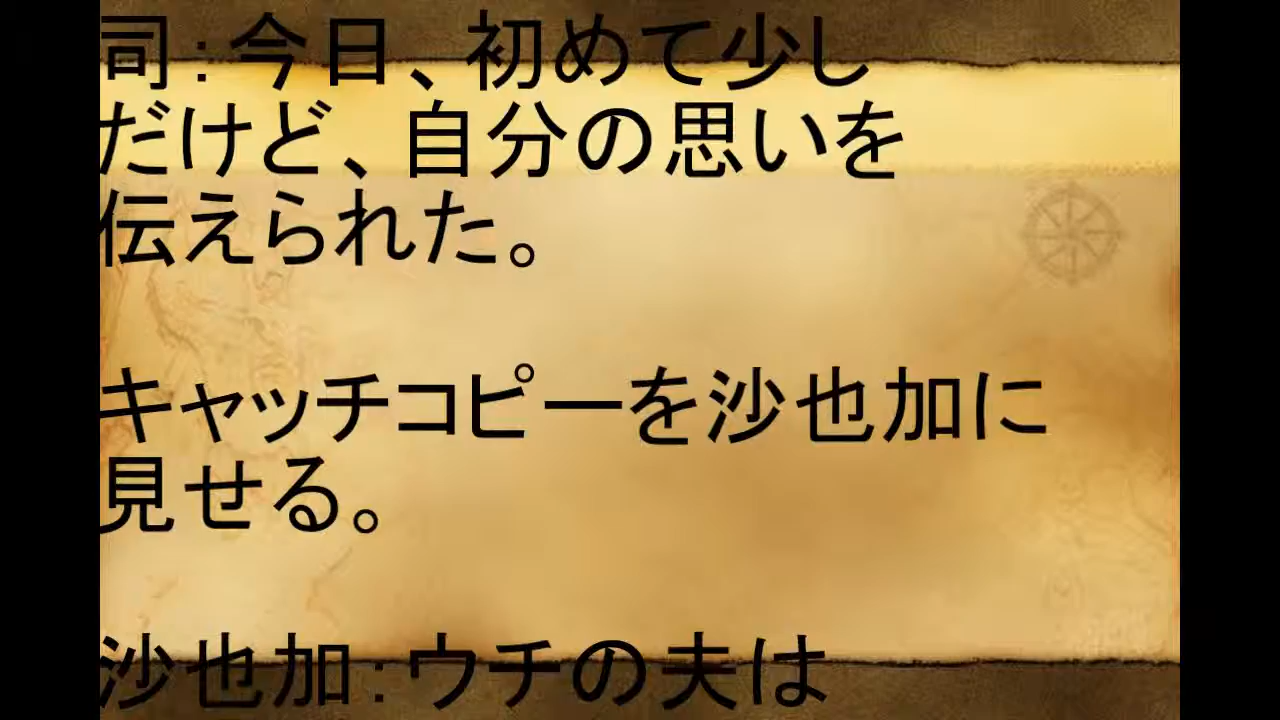 司：今日、初めて少し
だけど、自分の思いを
伝えられた。
キャッチコピーを沙也加に
見せる。
沙也加：ウチの夫は